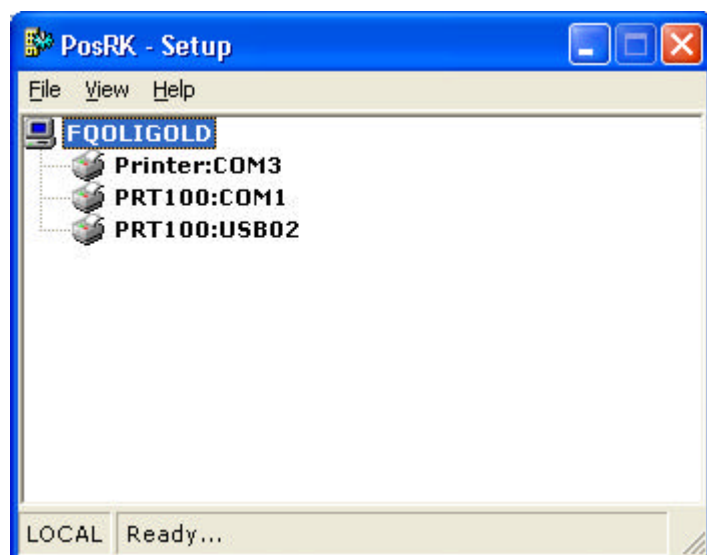 PosRK - Setup
File View Help
FQOLIGOLD
Printer:COM3
PRT100:COM1
PRT100:USB02
LOCAL Ready...